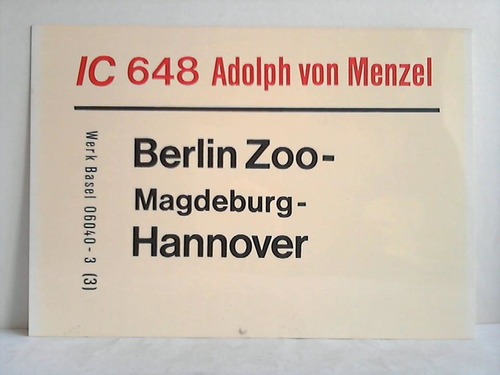 IC 648 Adolph von Menzel
Berlin Zoo-
Magdeburg-
Hannover
Werk Basel 06040-3 (3)